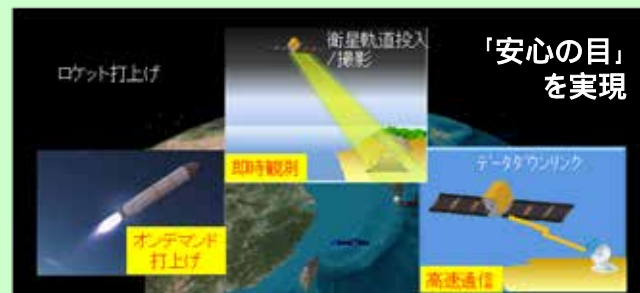 ロケット打上げ
衛星軌道投入
/撮影
「安心の目」
を実現
即時観測
データダウンリンク
オンデマンド
打上げ
高速通信